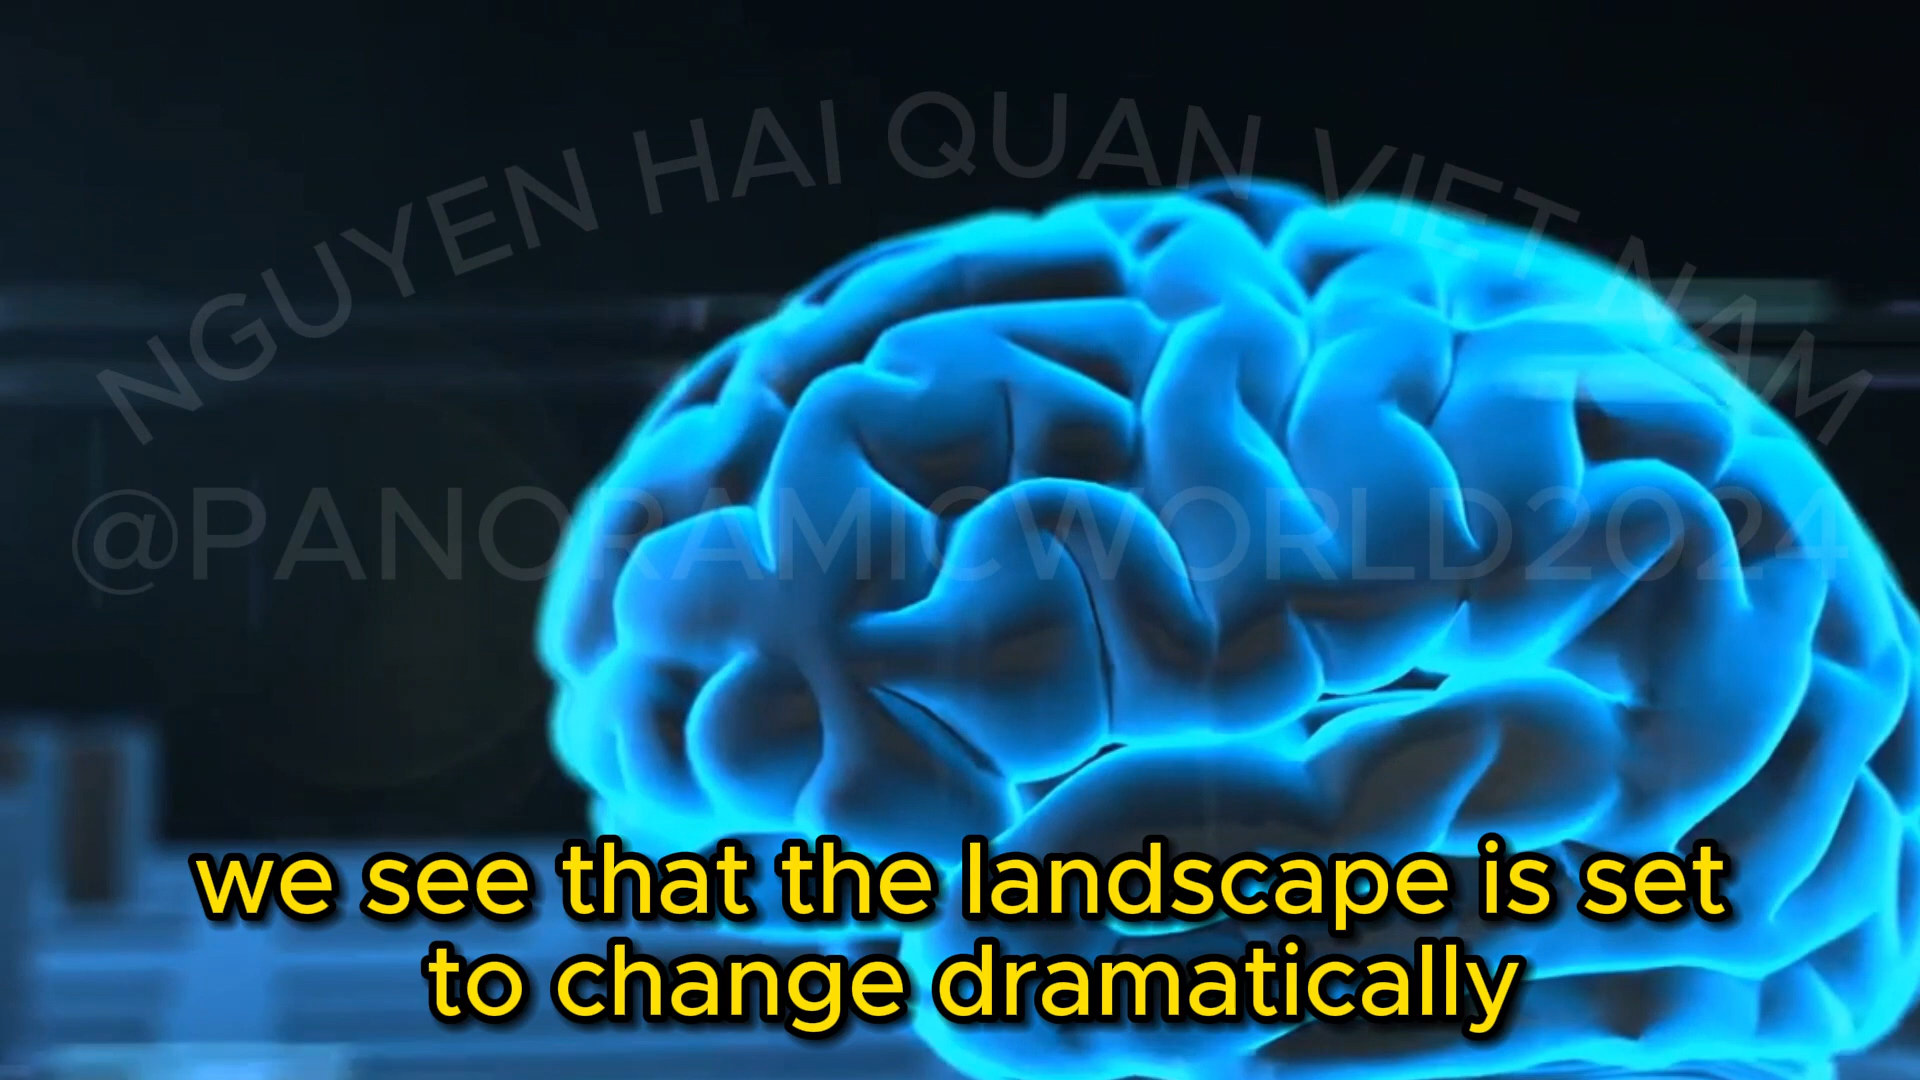 NGUYEN HAI QUAN VIET NAM
@PANORAMICWORLD2024
we see that the landscape is set
to change dramatically